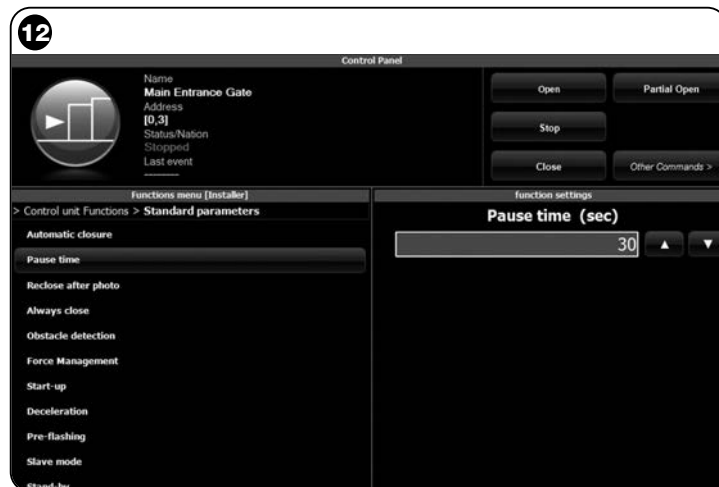 12
Control Panel
Name
Main Entrance Gate
Address
[0,3]
Status/Nation
Stopped
Last event
--------
Open
Partial Open
Stop
Close
Other Commands >
Functions menu [Installer]
> Control unit Functions > Standard parameters
Automatic closure
Pause time
Reclose after photo
Always close
Obstacle detection
Force Management
Start-up
Deceleration
Pre-flashing
Slave mode
Stand-by
function settings
Pause time (sec)
30